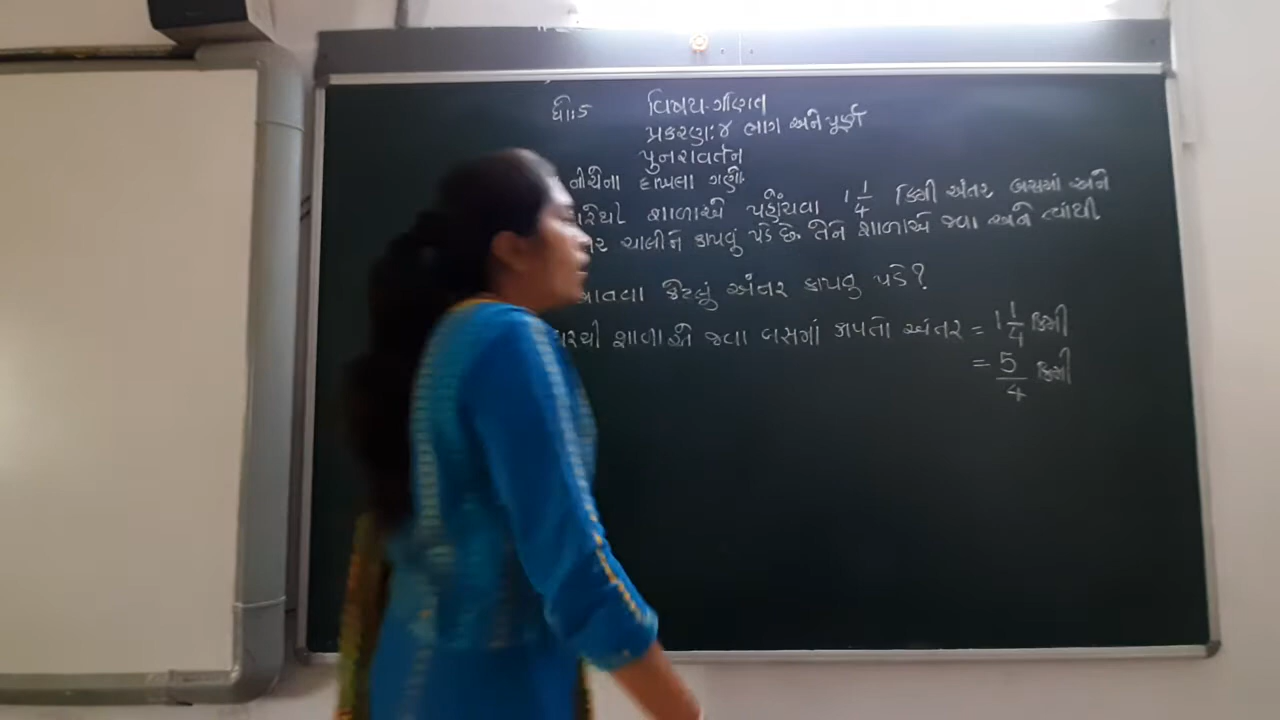 ધો:5 વિષય-ગણિત
પ્રકરણ:૪ ભાગ અને પૂર્ણ
પુનરાવર્તન
નીચેના દાખલા ગણો
શાળાએ પહોંચવા 1 1/4 કિમી અંતર બસમાં અને
ચાલીને કાપવું પડે છે. તેને શાળાએ જવા અને ત્યાંથી
આવવા કેટલું અંતર કાપવુ પડે?
ઘરથી શાળાએ જવા બસમાં કાપતો અંતર = 1 1/4 કિમી
= 5/4 કિમી